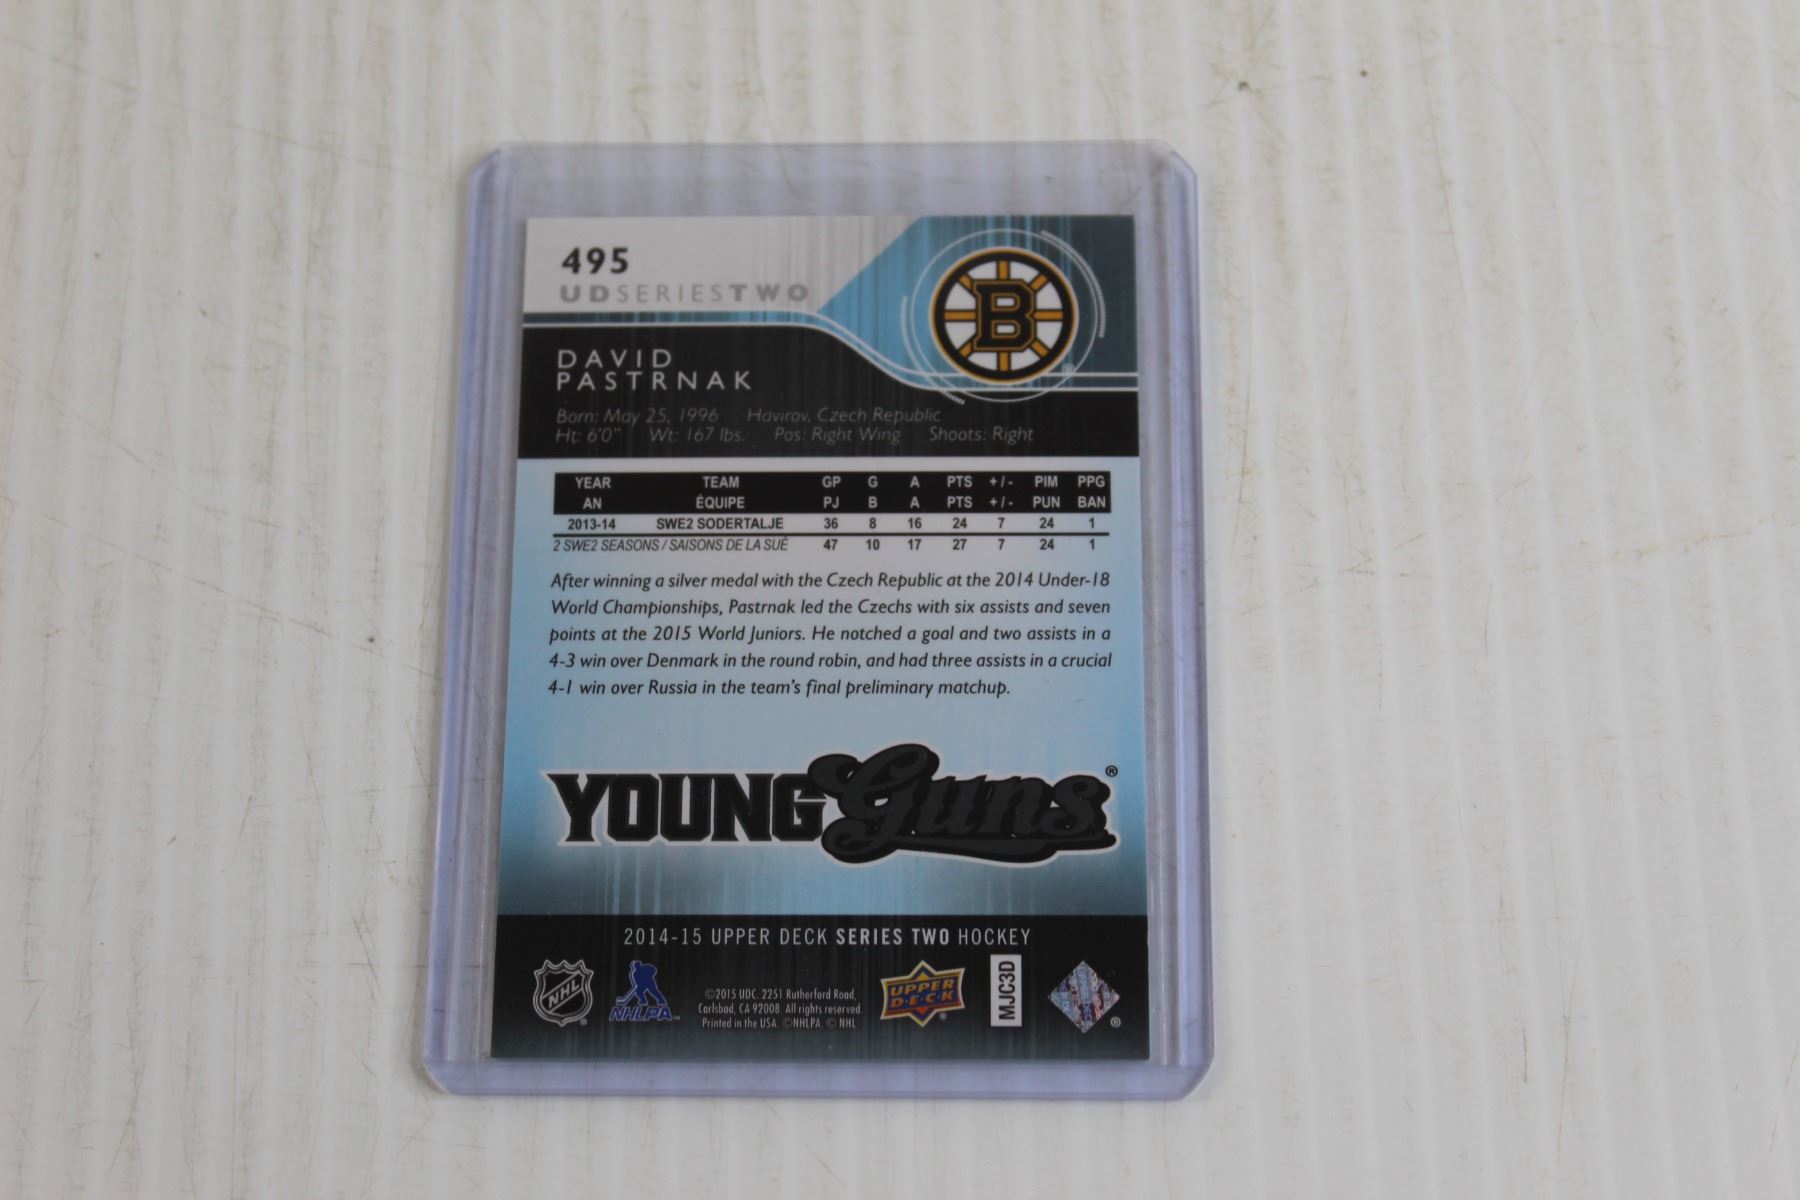 495
UD SERIES TWO
B
®
DAVID
PASTRNAK
Born: May 25, 1996 Havirov, Czech Republic
Ht: 6'0" Wt: 167 lbs. Pos: Right Wing Shoots: Right
YEAR TEAM GP G A PTS +/- PIM PPG
AN ÉQUIPE PJ B A PTS +/- PUN BAN
2013-14 SWE2 SODERTALJE 36 8 16 24 7 24 1
2 SWE2 SEASONS / SAISONS DE LA SUÈ 47 10 17 27 7 24 1
After winning a silver medal with the Czech Republic at the 2014 Under-18
World Championships, Pastrnak led the Czechs with six assists and seven
points at the 2015 World Juniors. He notched a goal and two assists in a
4-3 win over Denmark in the round robin, and had three assists in a crucial
4-1 win over Russia in the team's final preliminary matchup.
YOUNG Guns®
2014-15 UPPER DECK SERIES TWO HOCKEY
NHL ®
NHLPA ™
©2015 UDC. 2251 Rutherford Road,
Carlsbad, CA 92008. All rights reserved.
Printed in the USA. ©NHLPA. © NHL
UPPER
D·E·C·K ®
MJC3D
®